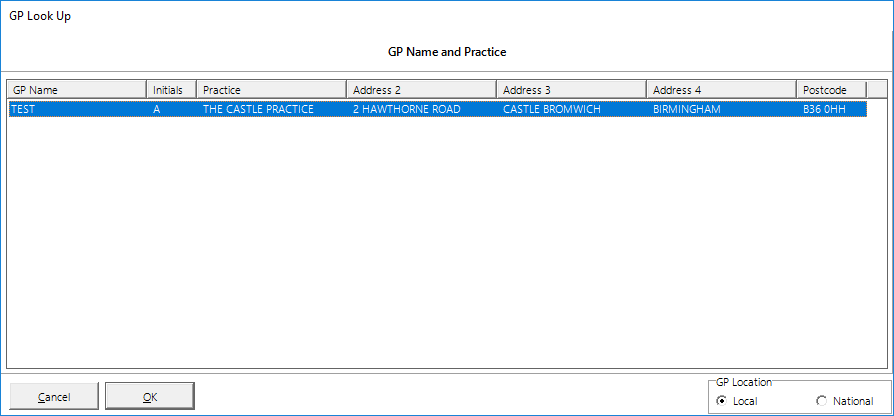 GP Look Up
GP Name and Practice
GP Name Initials Practice Address 2 Address 3 Address 4 Postcode
TEST A THE CASTLE PRACTICE 2 HAWTHORNE ROAD CASTLE BROMWICH BIRMINGHAM B36 0HH
GP Location
Cancel OK Local National